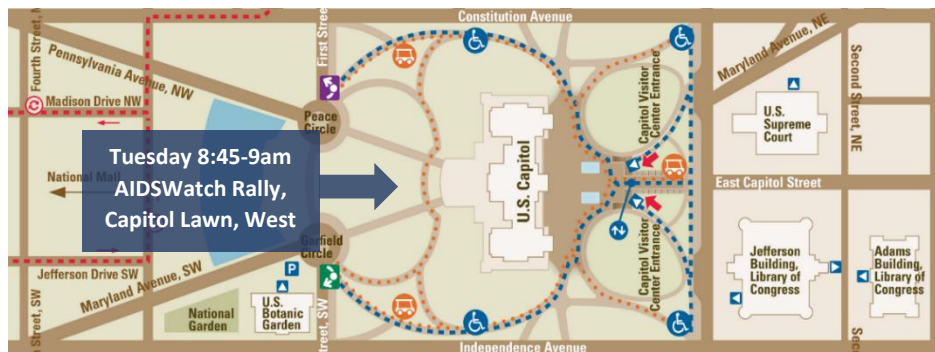 Constitution Avenue
Fourth Street, N
First Street, N
Pennsylvania Avenue, NW
Madison Drive NW
Peace
Circle
Tuesday 8:45-9am
AIDSWatch Rally,
Capitol Lawn, West
National Mall
Garfield
Circle
Jefferson Drive SW
Maryland Avenue, SW
P
National
Garden
U.S.
Botanic
Garden
Street, SW
Street, SW
U.S. Capitol
Capitol Visitor
Center Entrance
Capitol Visitor
Center Entrance
Independence Avenue
Maryland Avenue, NE
Second Street, NE
U.S.
Supreme
Court
East Capitol Street
Jefferson
Building,
Library of
Congress
Adams
Building,
Library of
Congress
Sec